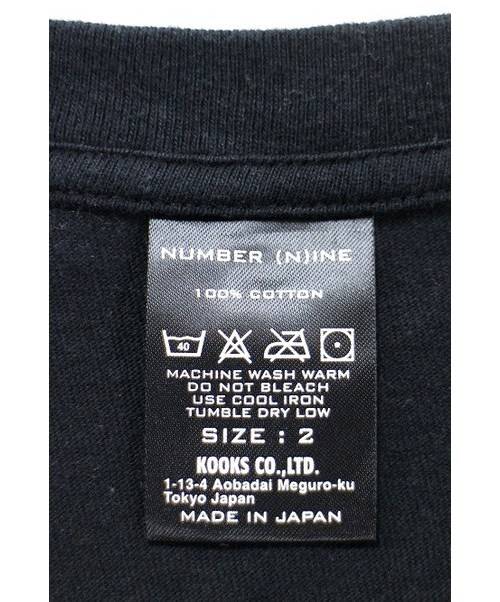 NUMBER (N)INE
100% COTTON
40
MACHINE WASH WARM
DO NOT BLEACH
USE COOL IRON
TUMBLE DRY LOW
SIZE : 2
KOOKS CO.,LTD.
1-13-4 Aobadai Meguro-ku
Tokyo Japan
MADE IN JAPAN